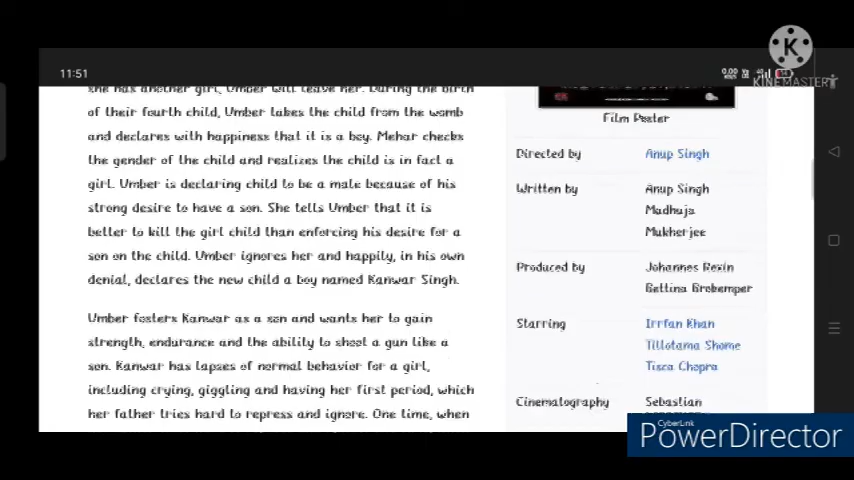 11:51
0.00
KINEMASTER
she has another girl, Umber will leave her. During the birth
of their fourth child, Umber takes the child from the womb
and declares with happiness that it is a boy. Mehar checks
the gender of the child and realizes the child is in fact a
girl. Umber is declaring child to be a male because of his
strong desire to have a son. She tells Umber that it is
better to kill the girl child than enforcing his desire for a
son on the child. Umber ignores her and happily, in his own
denial, declares the new child a boy named Kanwar Singh.
Umber fosters Kanwar as a son and wants her to gain
strength, endurance and the ability to shoot a gun like a
son. Kanwar has lapses of normal behavior for a girl,
including crying, giggling and having her first period, which
her father tries hard to repress and ignore. One time, when
Film Poster
Directed by Anup Singh
Written by Anup Singh
Madhuja
Mukherjee
Produced by Johannes Rexin
Bettina Brokemper
Starring Irrfan Khan
Tillotama Shome
Tisca Chopra
Cinematography Sebastian
CyberLink
PowerDirector